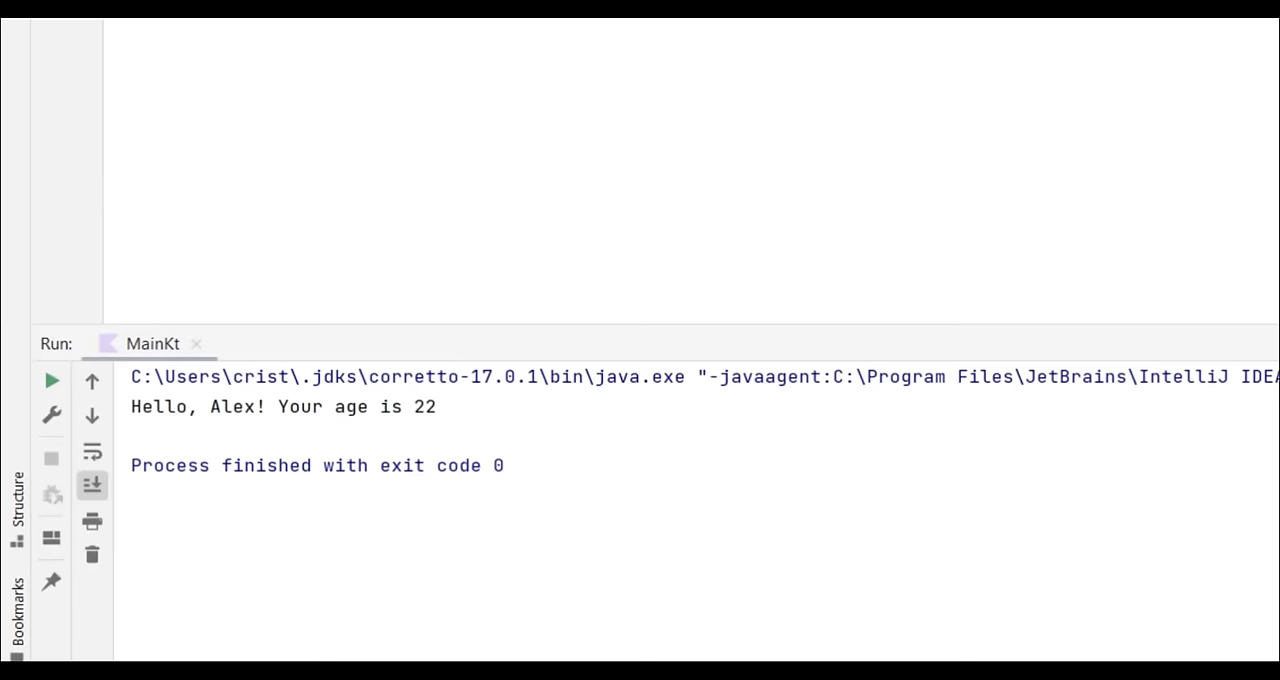 Run: MainKt
C:\Users\crist\.jdks\corretto-17.0.1\bin\java.exe "-javaagent:C:\Program Files\JetBrains\IntelliJ IDEA
Hello, Alex! Your age is 22
Process finished with exit code 0
Structure
Bookmarks